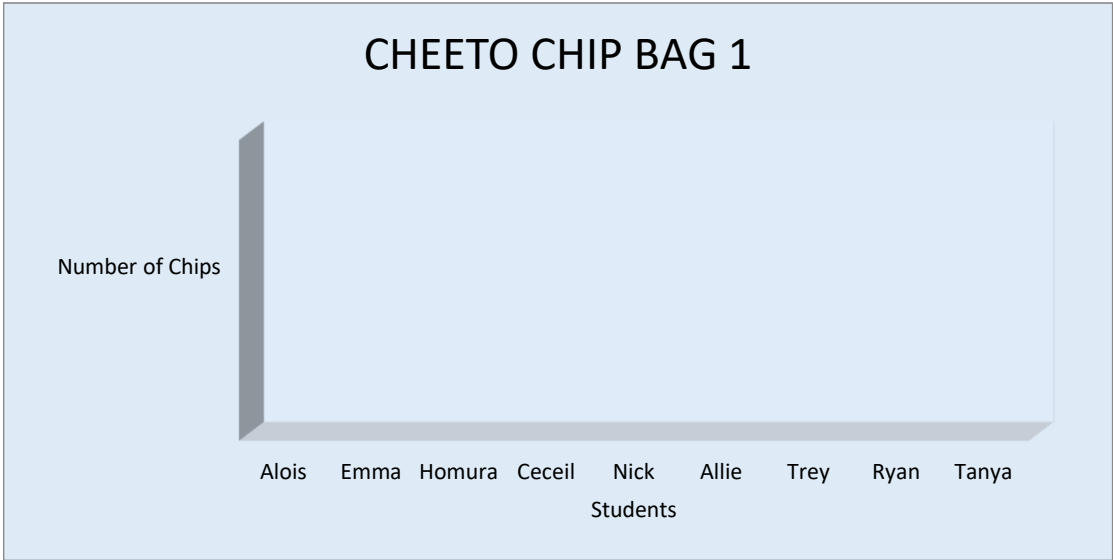 CHEETO CHIP BAG 1
Number of Chips
Alois Emma Homura Ceceil Nick Allie Trey Ryan Tanya
Students